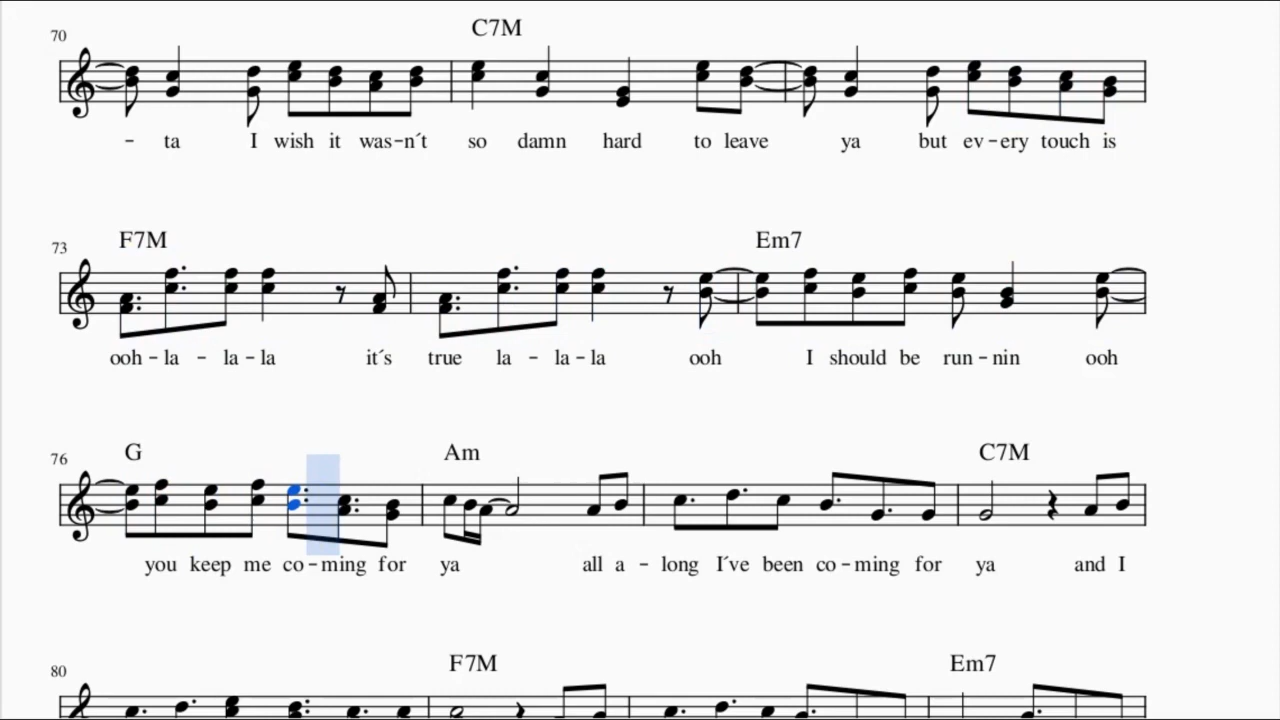 C7M
70
- ta I wish it was-n´t so damn hard to leave ya but ev-ery touch is
F7M Em7
73
ooh-la - la-la it´s true la - la-la ooh I should be run-nin ooh
G Am C7M
76
you keep me co-ming for ya all a-long I´ve been co-ming for ya and I
F7M Em7
80